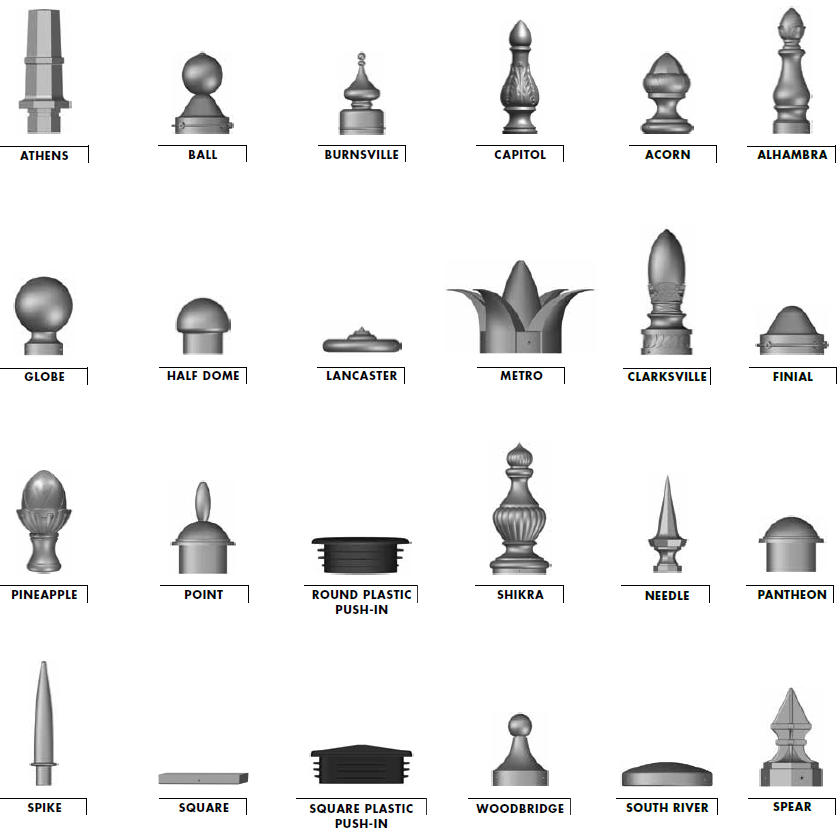 ATHENS
BALL
BURNSVILLE
CAPITOL
ACORN
ALHAMBRA
GLOBE
HALF DOME
LANCASTER
METRO
CLARKSVILLE
FINIAL
PINEAPPLE
POINT
ROUND PLASTIC
PUSH-IN
SHIKRA
NEEDLE
PANTHEON
SPIKE
SQUARE
SQUARE PLASTIC
PUSH-IN
WOODBRIDGE
SOUTH RIVER
SPEAR